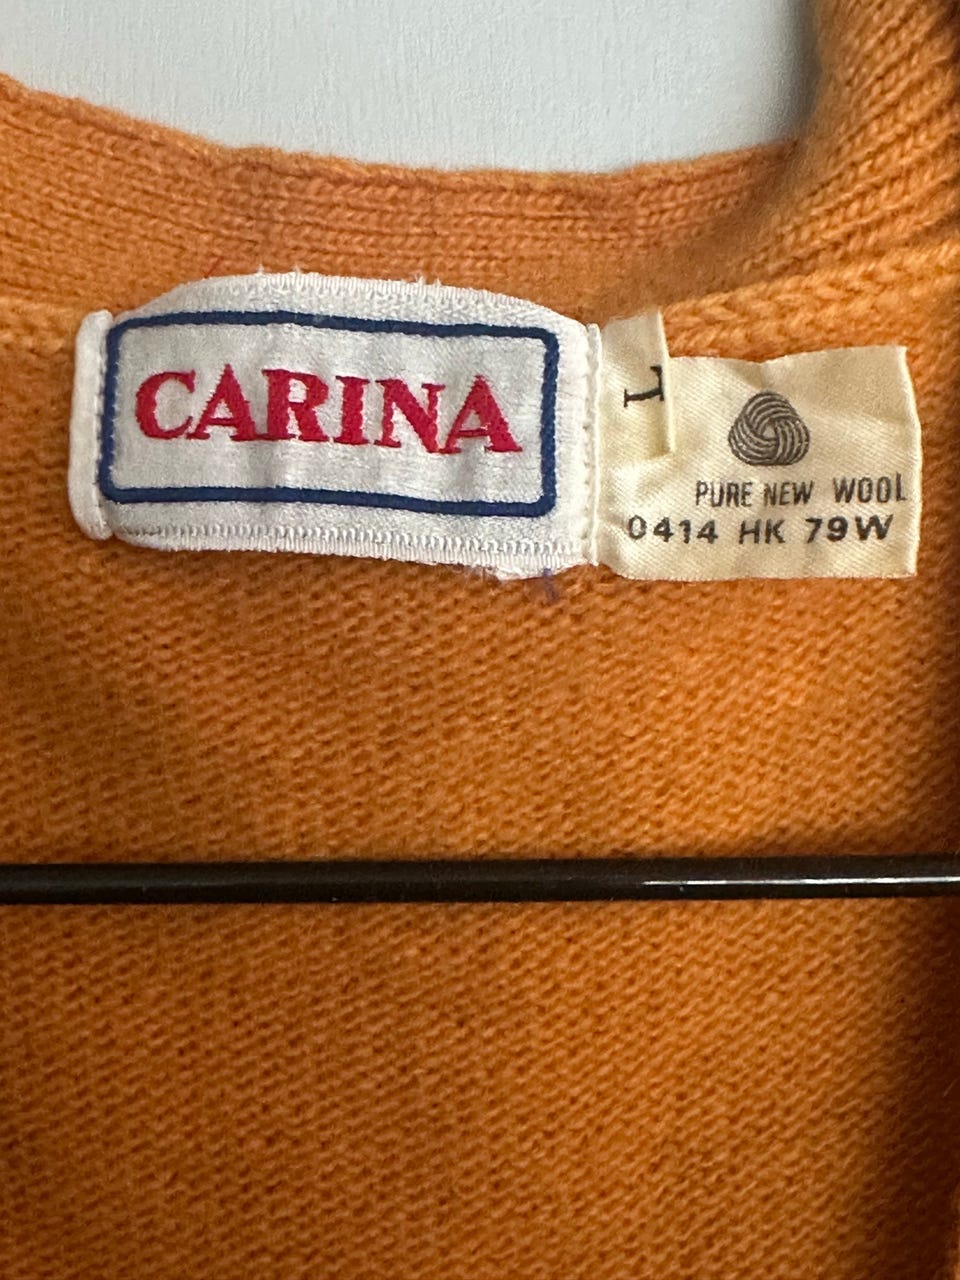 CARINA
L
PURE NEW WOOL
0414 HK 79W